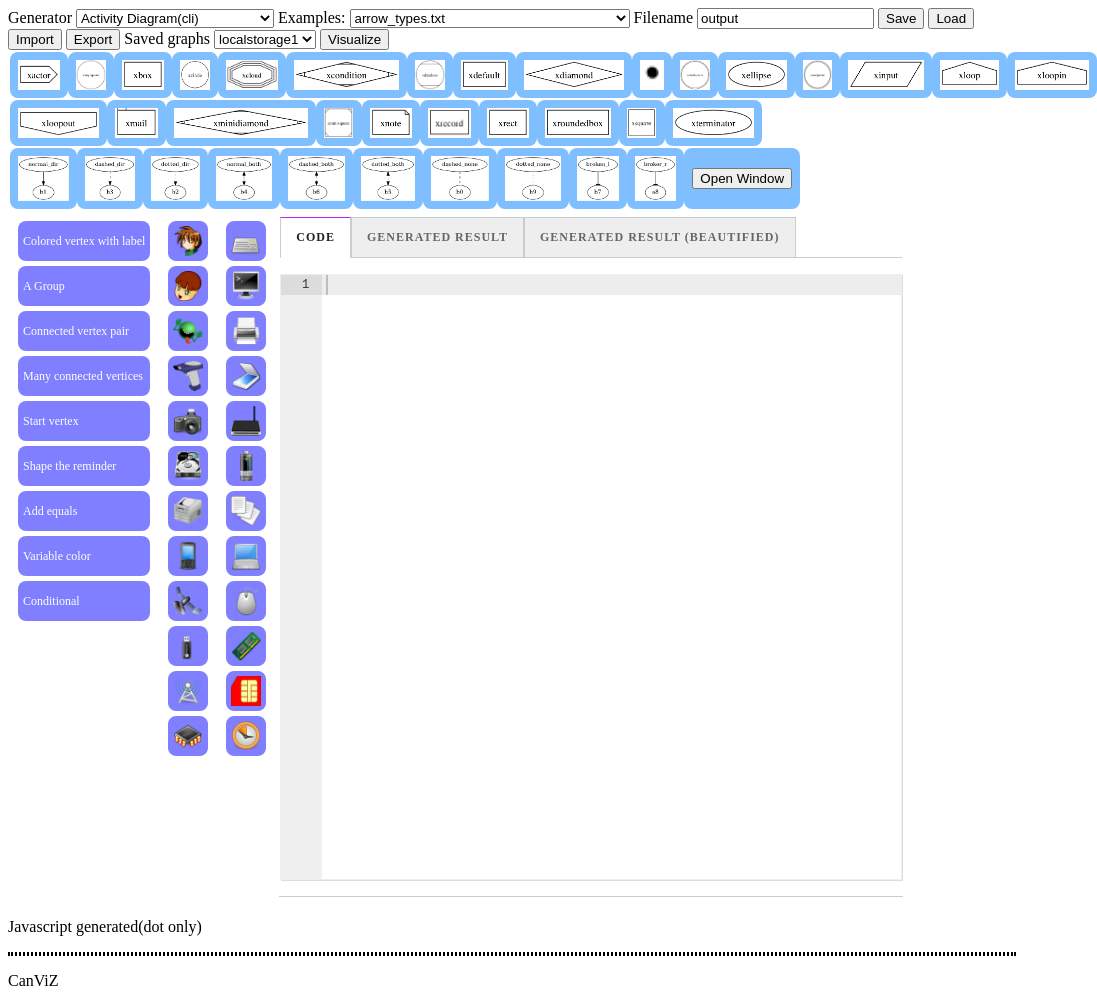 Generator Activity Diagram(cli) Examples: arrow_types.txt Filename output Save Load
Import Export Saved graphs localstorage1 Visualize
xactor xbox xcircle xcloud xcondition xdefault xdiamond xellipse xinput xloop xloopin
xloopout xmail xminidiamond xnote xrecord xrect xroundedbox xsquare xterminator
normal_dir dashed_dir dotted_dir normal_both dashed_both dotted_both dashed_none dotted_none broken_l broker_r
b1 b3 b2 b4 b6 b5 b0 b9 b7 a8
Open Window
Colored vertex with label
A Group
Connected vertex pair
Many connected vertices
Start vertex
Shape the reminder
Add equals
Variable color
Conditional
CODE GENERATED RESULT GENERATED RESULT (BEAUTIFIED)
1
Javascript generated(dot only)
CanViZ